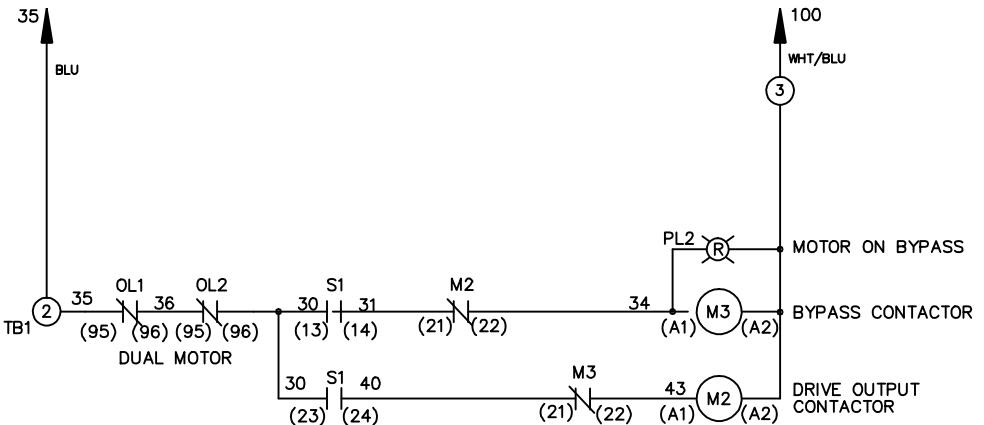 35
100
BLU
WHT/BLU
3
PL2
R
MOTOR ON BYPASS
OL1
OL2
S1
M2
35
36
30
31
34
2
M3
BYPASS CONTACTOR
TB1
(95)
(96)
(95)
(96)
(13)
(14)
(21)
(22)
(A1)
(A2)
DUAL MOTOR
S1
M3
30
40
43
M2
DRIVE OUTPUT
CONTACTOR
(23)
(24)
(21)
(22)
(A1)
(A2)